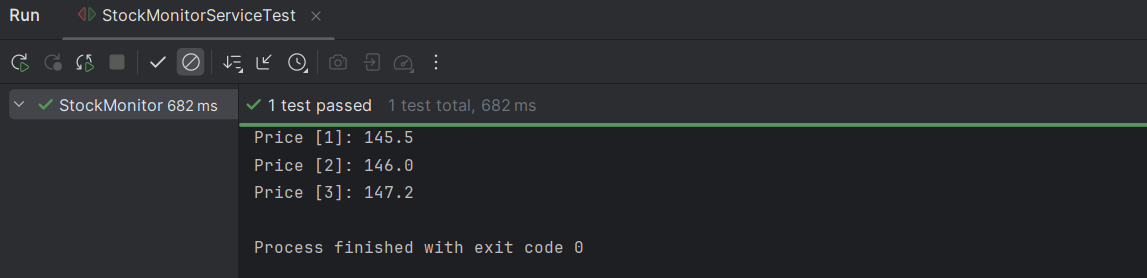 Run StockMonitorServiceTest
StockMonitor 682 ms
1 test passed 1 test total, 682 ms
Price [1]: 145.5
Price [2]: 146.0
Price [3]: 147.2
Process finished with exit code 0